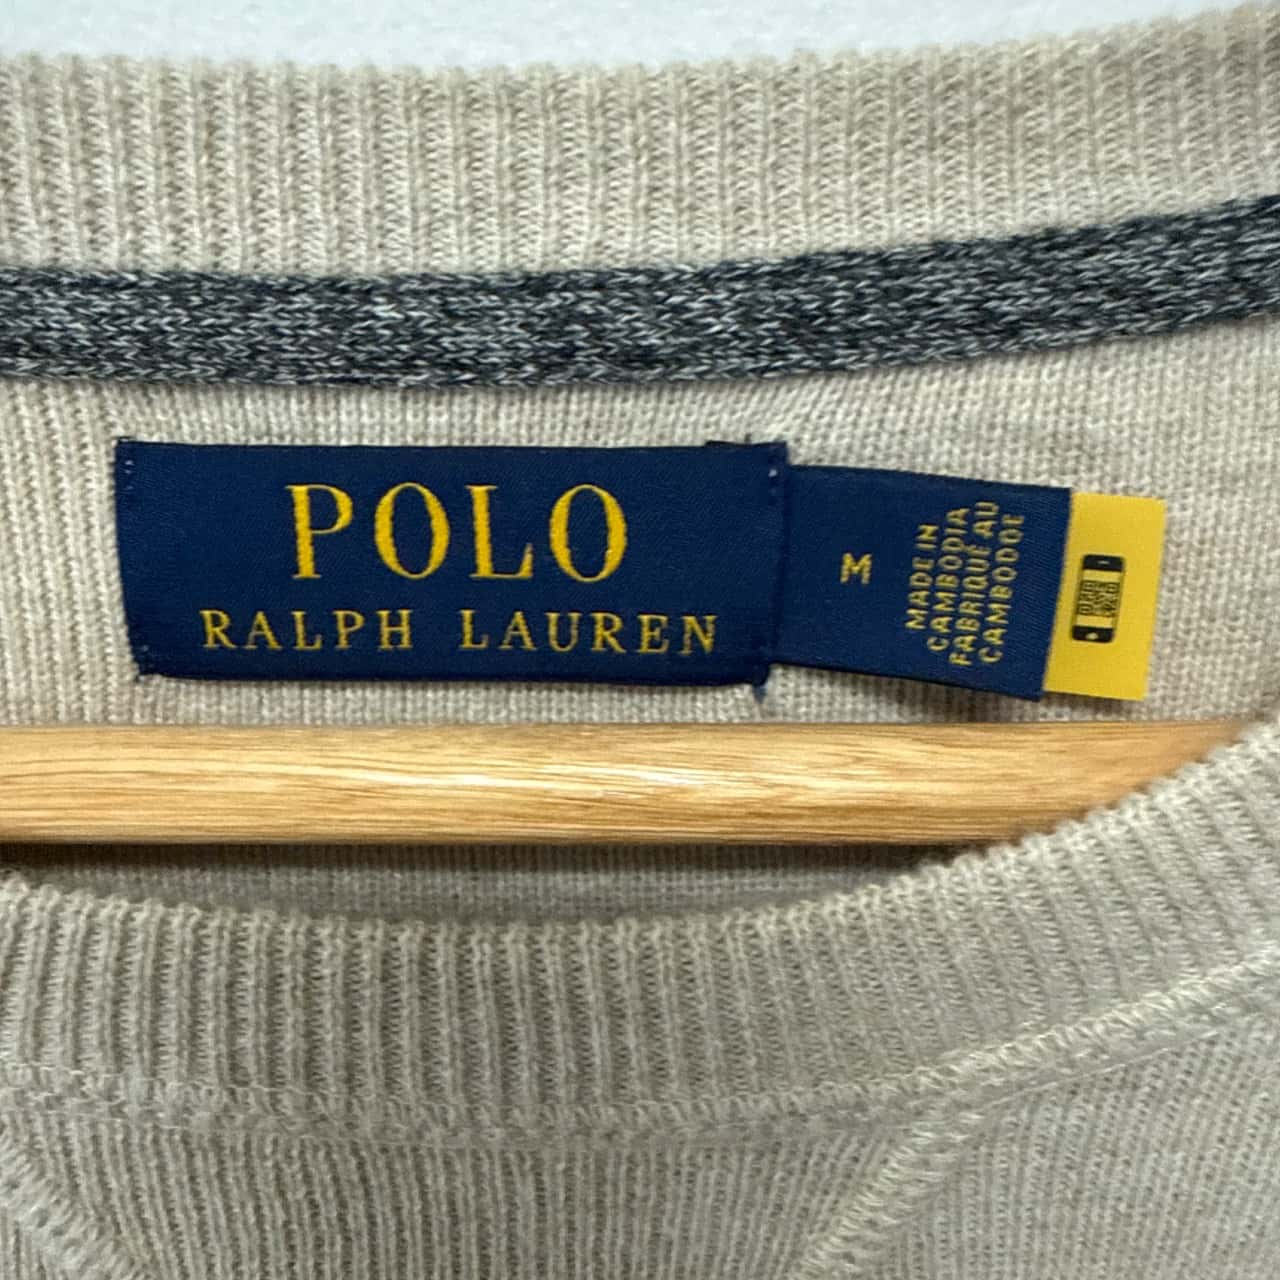 POLO
RALPH LAUREN
M
MADE IN
CAMBODIA
FABRIQUÉ AU
CAMBODGE